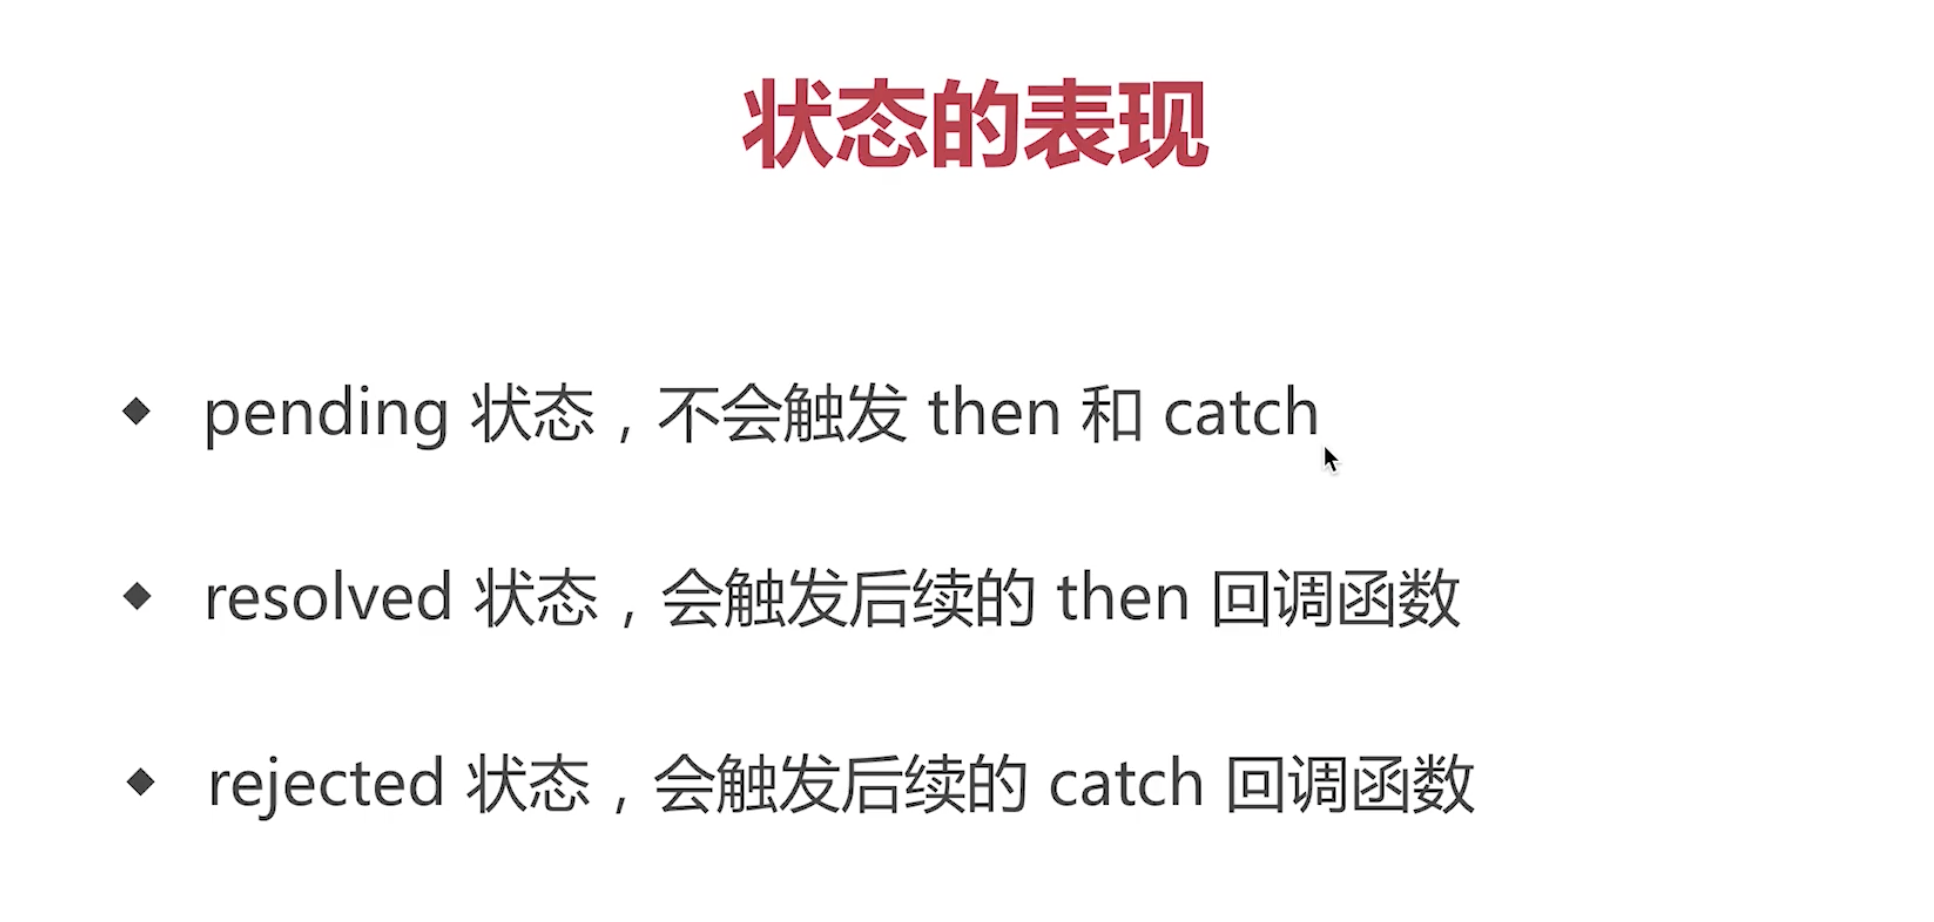 状态的表现
◆ pending 状态，不会触发 then 和 catch
◆ resolved 状态，会触发后续的 then 回调函数
◆ rejected 状态，会触发后续的 catch 回调函数